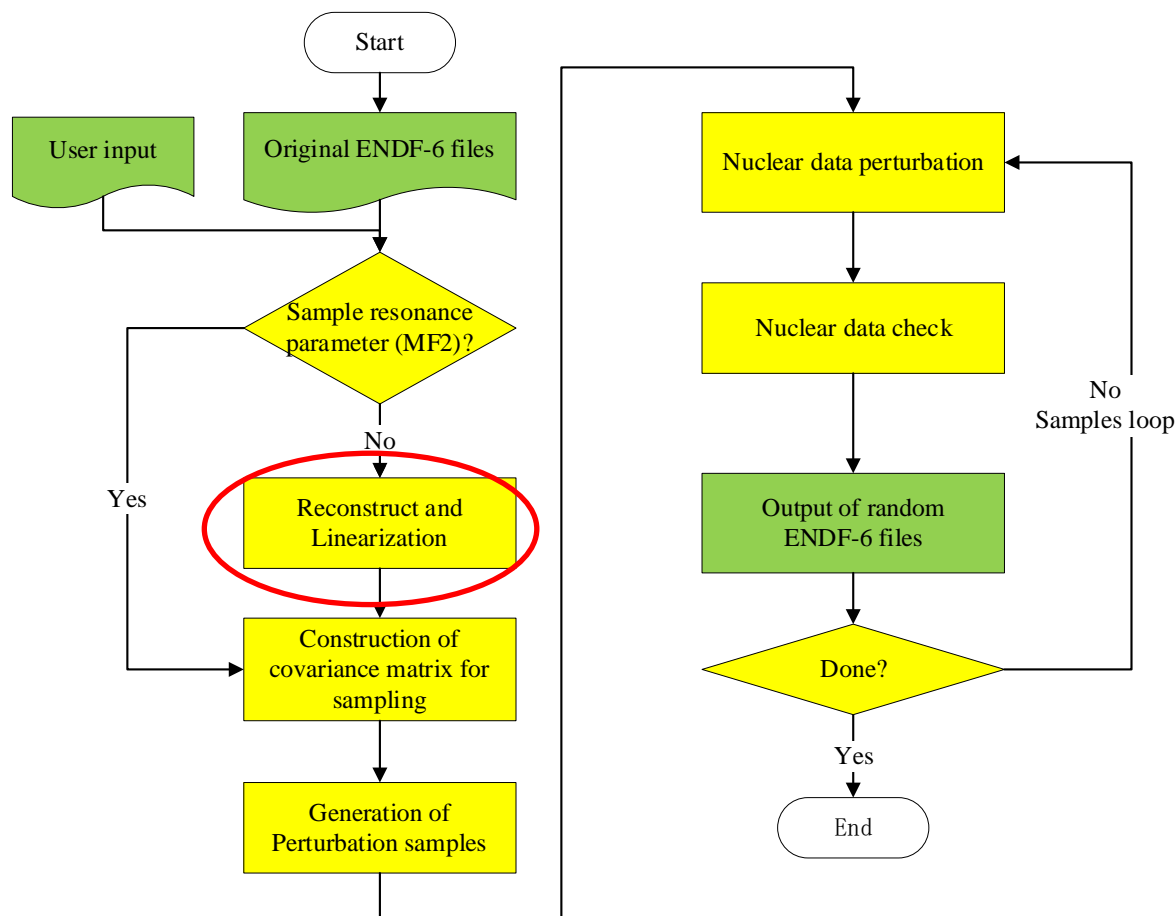 Start
User input
Original ENDF-6 files
Sample resonance
parameter (MF2)?
No
Yes
Reconstruct and
Linearization
Construction of
covariance matrix for
sampling
Generation of
Perturbation samples
Nuclear data perturbation
Nuclear data check
No
Samples loop
Output of random
ENDF-6 files
Done?
Yes
End